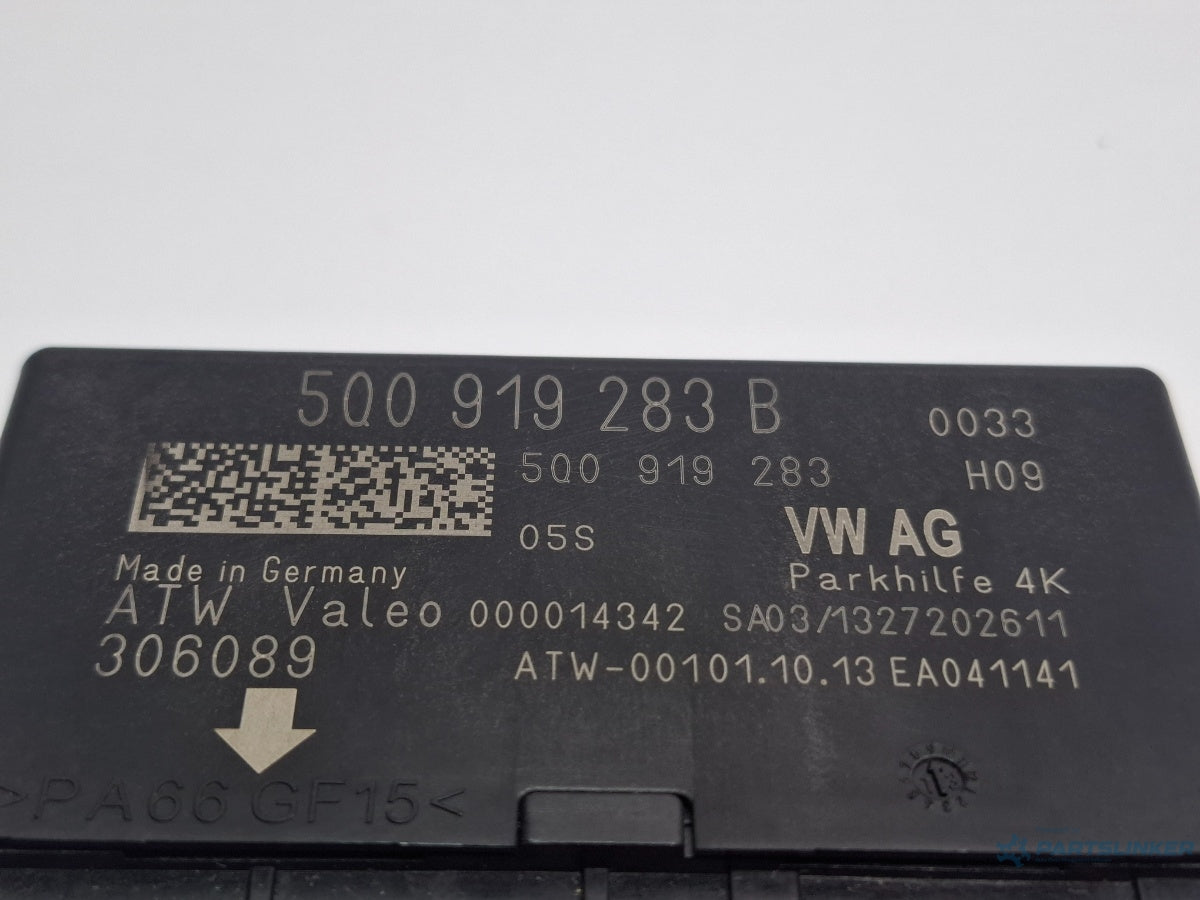 5Q0 919 283 B 0033
5Q0 919 283 H09
05S VW AG
Made in Germany Parkhilfe 4K
ATW Valeo 000014342 SA03/1327202611
306089 ATW-00101.10.13 EA041141
>PA66 GF15<
PARTSLINKER